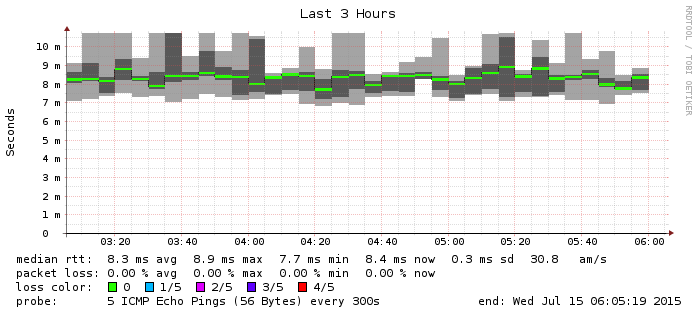 Last 3 Hours
RRDTOOL / TOBI OETIKER
Seconds
10 m
9 m
8 m
7 m
6 m
5 m
4 m
3 m
2 m
1 m
0
03:20 03:40 04:00 04:20 04:40 05:00 05:20 05:40 06:00
median rtt: 8.3 ms avg 8.9 ms max 7.7 ms min 8.4 ms now 0.3 ms sd 30.8 am/s
packet loss: 0.00 % avg 0.00 % max 0.00 % min 0.00 % now
loss color: 0 1/5 2/5 3/5 4/5
probe: 5 ICMP Echo Pings (56 Bytes) every 300s end: Wed Jul 15 06:05:19 2015